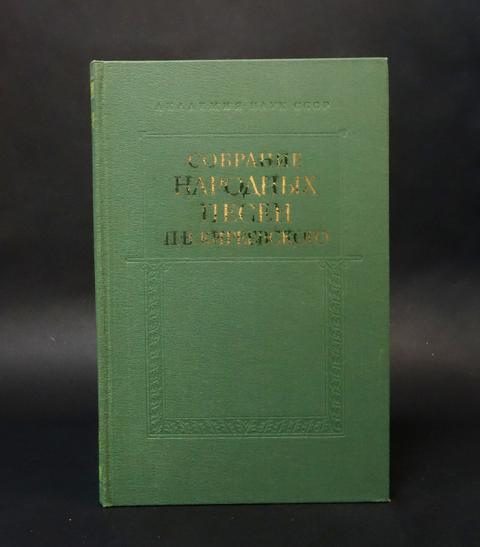 АКАДЕМИЯ НАУК СССР
СОБРАНИЕ
НАРОДНЫХ
ПЕСЕН
П.В. КИРЕЕВСКОГО